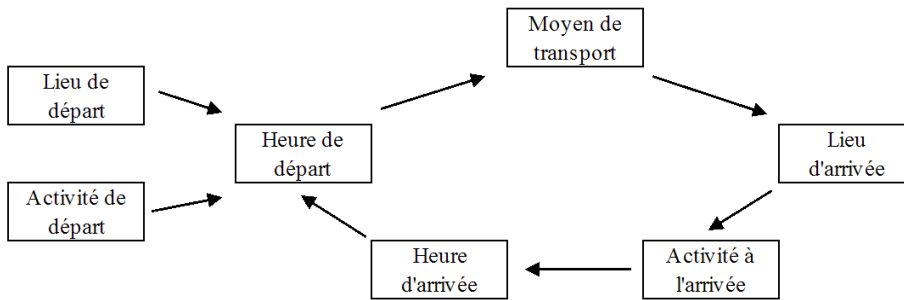 Moyen de
transport
Lieu de
départ
Heure de
départ
Lieu
d'arrivée
Activité de
départ
Heure
d'arrivée
Activité à
l'arrivée